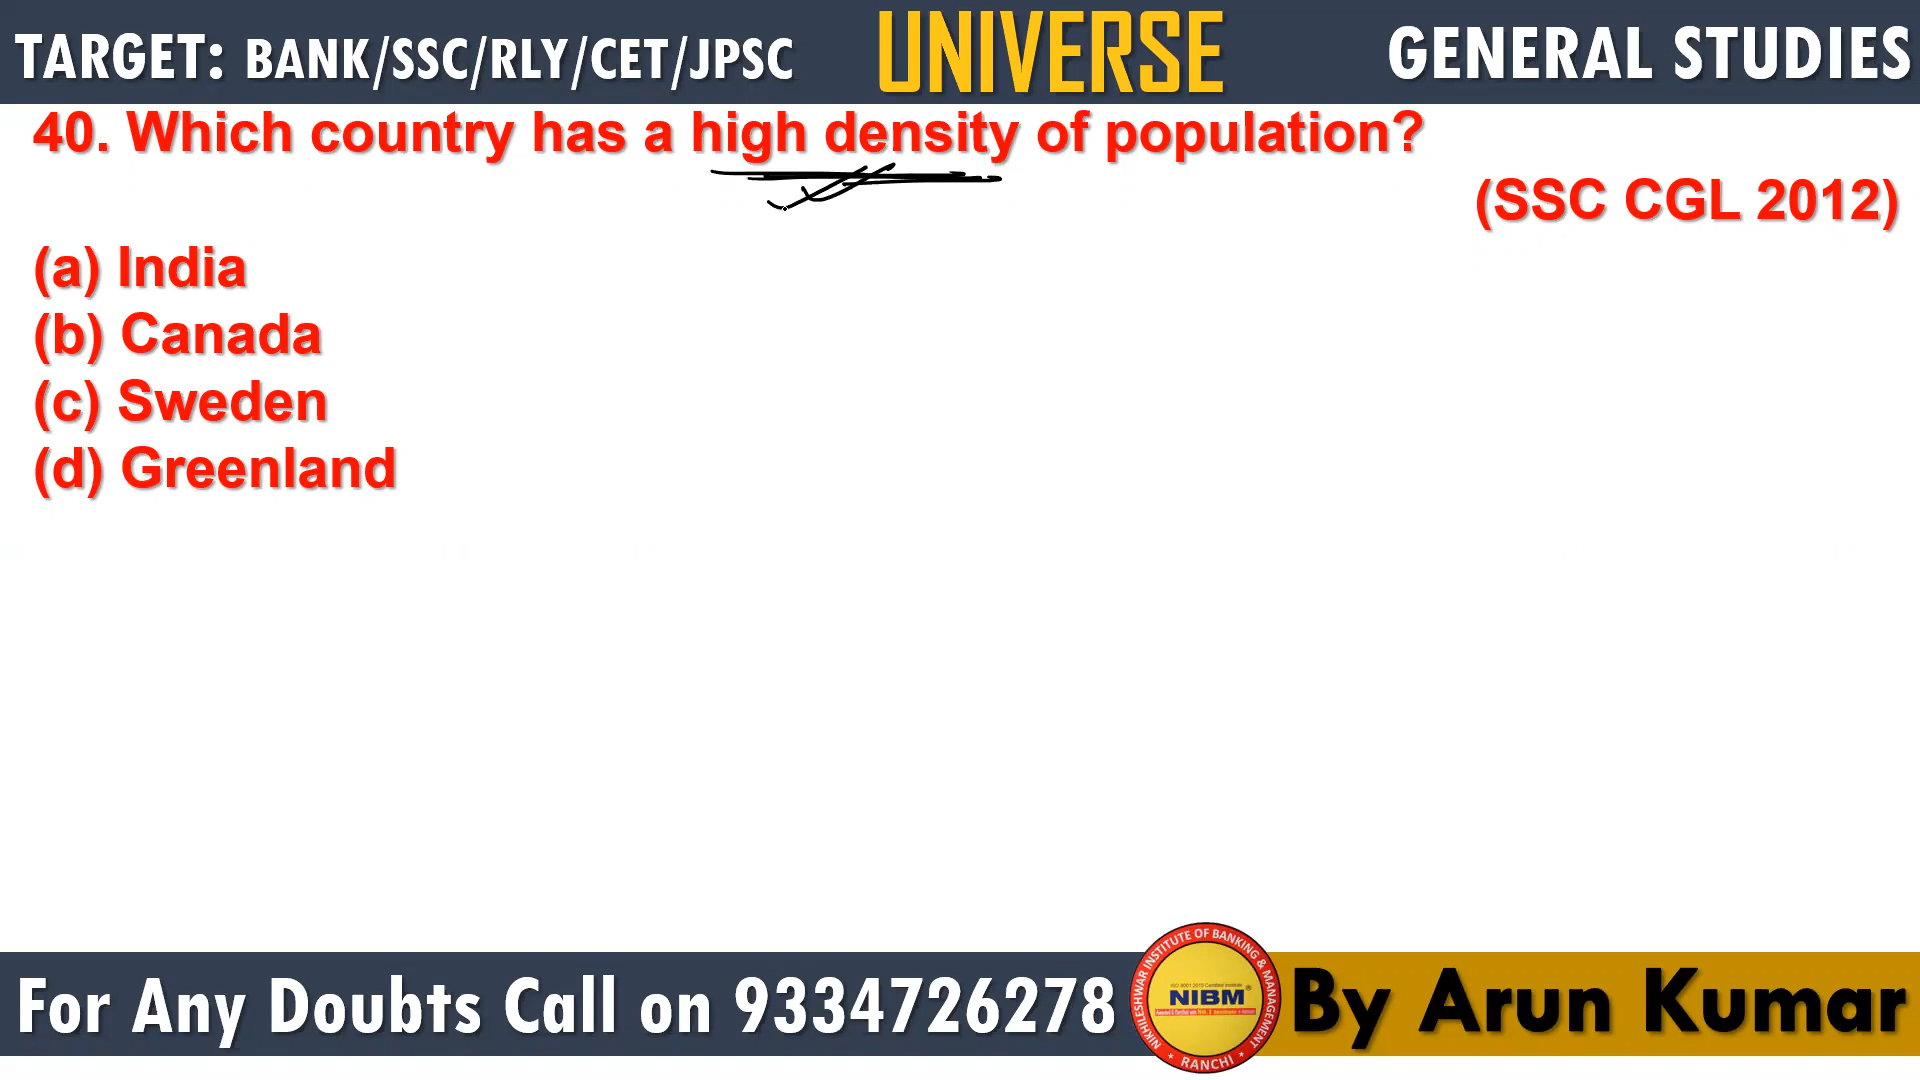 TARGET: BANK/SSC/RLY/CET/JPSC UNIVERSE GENERAL STUDIES
40. Which country has a high density of population?
(SSC CGL 2012)
(a) India
(b) Canada
(c) Sweden
(d) Greenland
For Any Doubts Call on 9334726278
NIKHILESHWAR INSTITUTE OF BANKING & MANAGEMENT
NIBM
RANCHI
By Arun Kumar